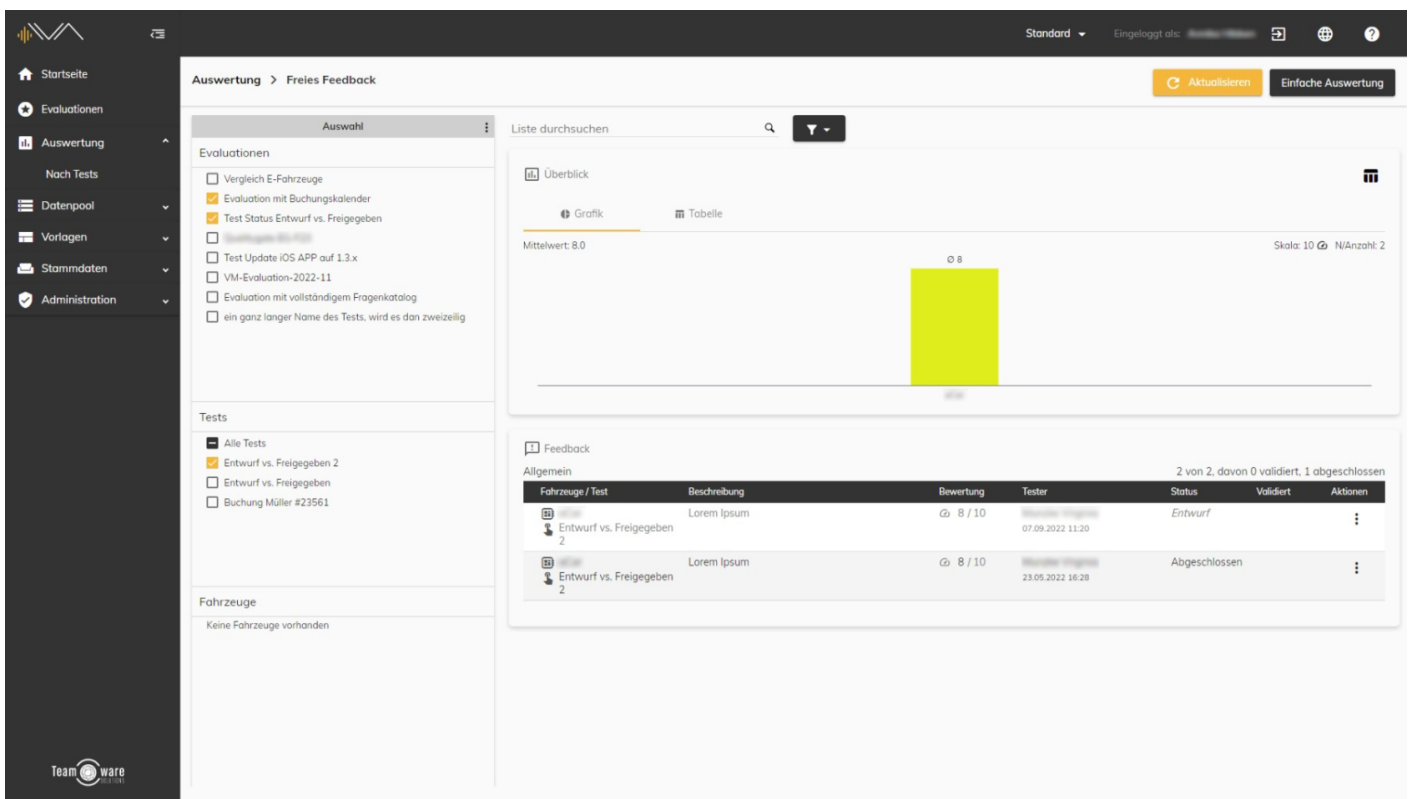 Standard
Eingeloggt als:
Startseite
Evaluationen
Auswertung
Nach Tests
Datenpool
Vorlagen
Stammdaten
Administration
Team ware
SOLUTIONS
Auswertung > Freies Feedback
Aktualisieren
Einfache Auswertung
Auswahl
Evaluationen
Vergleich E-Fahrzeuge
Evaluation mit Buchungskalender
Test Status Entwurf vs. Freigegeben
Test Update iOS APP auf 1.3.x
VM-Evaluation-2022-11
Evaluation mit vollständigem Fragenkatalog
ein ganz langer Name des Tests, wird es dan zweizeilig
Tests
Alle Tests
Entwurf vs. Freigegeben 2
Entwurf vs. Freigegeben
Buchung Müller #23561
Fahrzeuge
Keine Fahrzeuge vorhanden
Liste durchsuchen
Überblick
Grafik Tabelle
Mittelwert: 8.0 Skala: 10 N/Anzahl: 2
Ø 8
Feedback
Allgemein 2 von 2, davon 0 validiert, 1 abgeschlossen
Fahrzeuge / Test Beschreibung Bewertung Tester Status Validiert Aktionen
Lorem Ipsum 8 / 10 Entwurf
Entwurf vs. Freigegeben 07.09.2022 11:20
2
Lorem Ipsum 8 / 10 Abgeschlossen
Entwurf vs. Freigegeben 23.05.2022 16:28
2